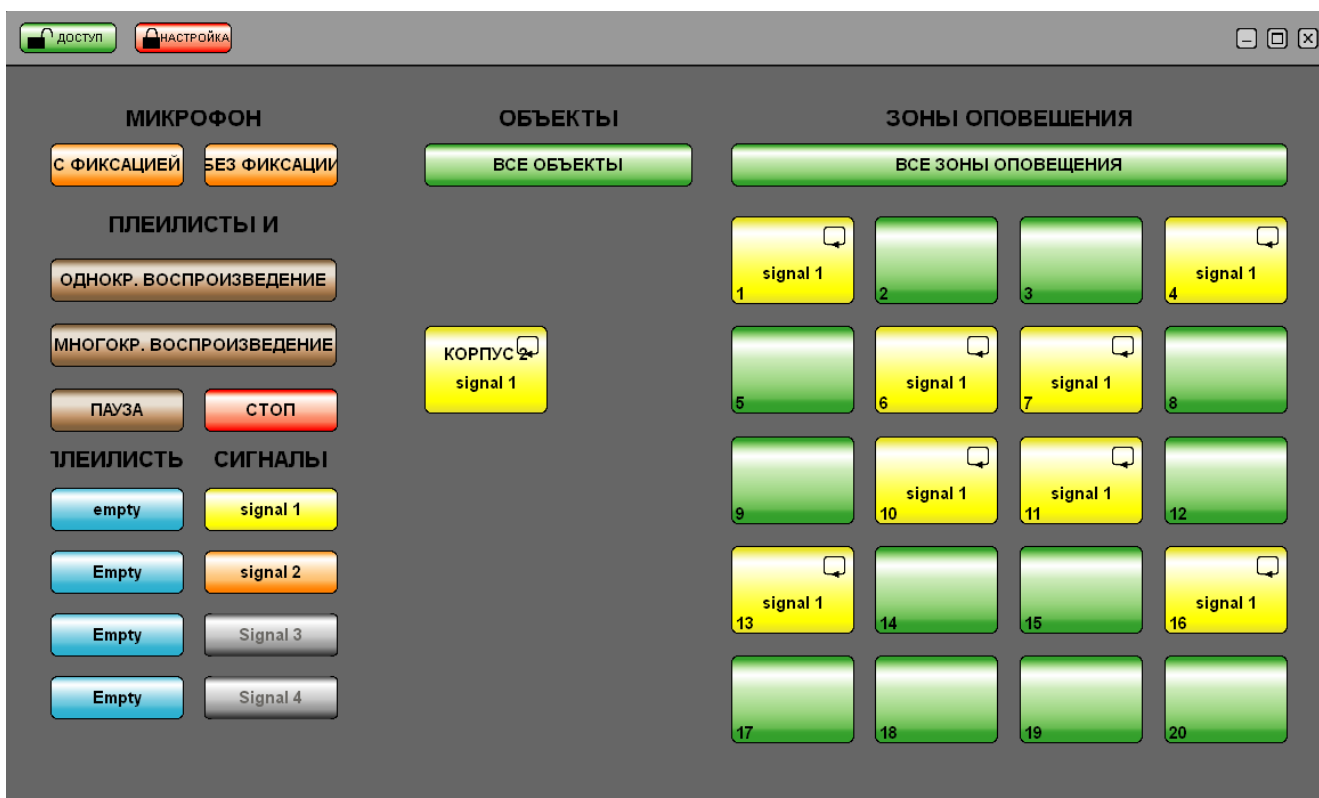 ДОСТУП
НАСТРОЙКА
МИКРОФОН
ОБЪЕКТЫ
ЗОНЫ ОПОВЕШЕНИЯ
С ФИКСАЦИЕЙ
БЕЗ ФИКСАЦИИ
ВСЕ ОБЪЕКТЫ
ВСЕ ЗОНЫ ОПОВЕЩЕНИЯ
ПЛЕИЛИСТЫ И
ОДНОКР. ВОСПРОИЗВЕДЕНИЕ
МНОГОКР. ВОСПРОИЗВЕДЕНИЕ
ПАУЗА
СТОП
ПЛЕИЛИСТЬ
СИГНАЛЫ
empty
signal 1
Empty
signal 2
Empty
Signal 3
Empty
Signal 4
КОРПУС 2
signal 1
signal 1
1
2
3
signal 1
4
5
signal 1
6
signal 1
7
8
9
signal 1
10
signal 1
11
12
signal 1
13
14
15
signal 1
16
17
18
19
20